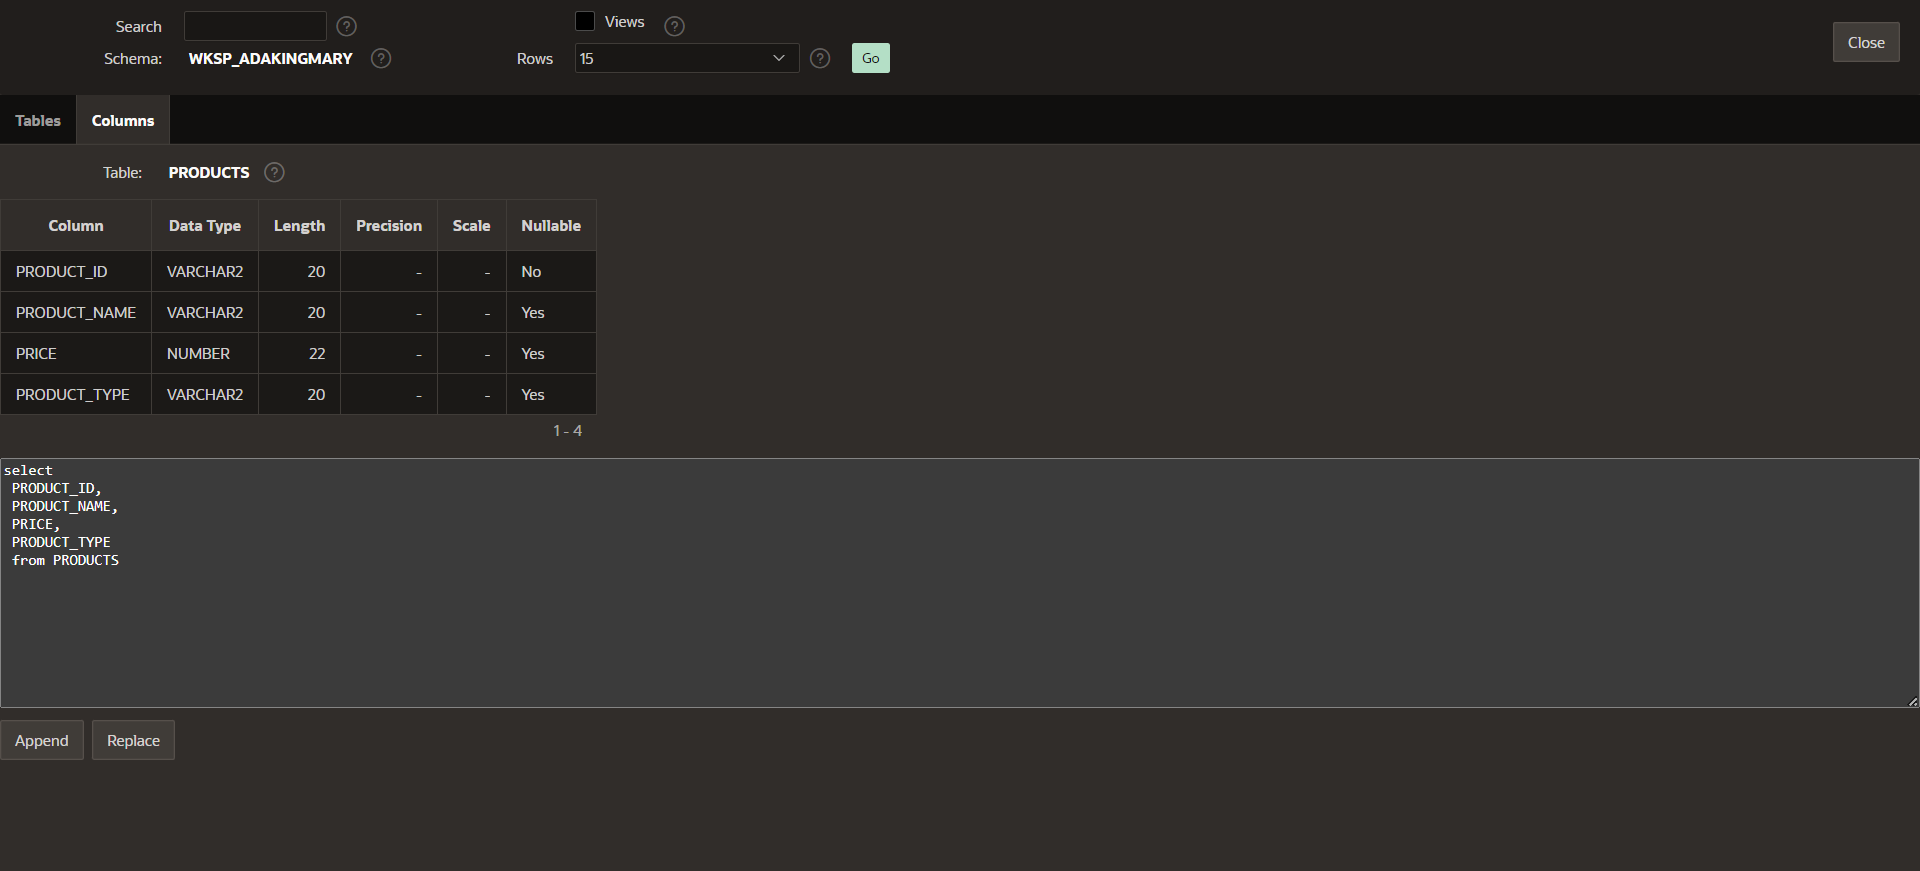 Search
Views
Schema: WKSP_ADAKINGMARY
Rows 15
Go
Close
Tables Columns
Table: PRODUCTS
Column Data Type Length Precision Scale Nullable
PRODUCT_ID VARCHAR2 20 - - No
PRODUCT_NAME VARCHAR2 20 - - Yes
PRICE NUMBER 22 - - Yes
PRODUCT_TYPE VARCHAR2 20 - - Yes
1 - 4
select
PRODUCT_ID,
PRODUCT_NAME,
PRICE,
PRODUCT_TYPE
from PRODUCTS
Append Replace